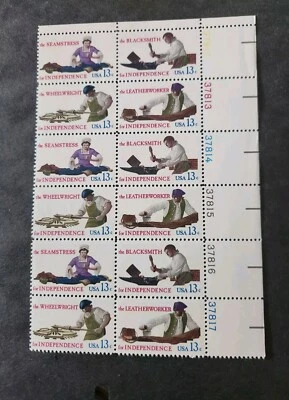 the SEAMSTRESS
for INDEPENDENCE USA 13c
the BLACKSMITH
for INDEPENDENCE USA 13c
the WHEELWRIGHT
for INDEPENDENCE USA 13c
the LEATHERWORKER
for INDEPENDENCE USA 13c
37813
the SEAMSTRESS
for INDEPENDENCE USA 13c
the BLACKSMITH
for INDEPENDENCE USA 13c
37814
the WHEELWRIGHT
for INDEPENDENCE USA 13c
the LEATHERWORKER
for INDEPENDENCE USA 13c
37815
the SEAMSTRESS
for INDEPENDENCE USA 13c
the BLACKSMITH
for INDEPENDENCE USA 13c
37816
the WHEELWRIGHT
for INDEPENDENCE USA 13c
the LEATHERWORKER
for INDEPENDENCE USA 13c
37817